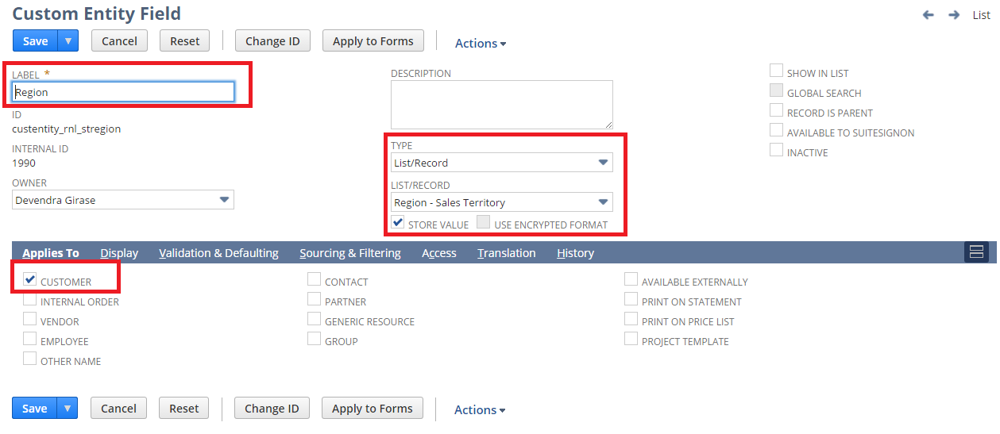 Custom Entity Field
List
Save Cancel Reset Change ID Apply to Forms Actions
LABEL *
Region
ID
custentity_rnl_stregion
INTERNAL ID
1990
OWNER
Devendra Girase
DESCRIPTION
TYPE
List/Record
LIST/RECORD
Region - Sales Territory
STORE VALUE USE ENCRYPTED FORMAT
SHOW IN LIST
GLOBAL SEARCH
RECORD IS PARENT
AVAILABLE TO SUITESIGNON
INACTIVE
Applies To Display Validation & Defaulting Sourcing & Filtering Access Translation History
CUSTOMER
INTERNAL ORDER
VENDOR
EMPLOYEE
OTHER NAME
CONTACT
PARTNER
GENERIC RESOURCE
GROUP
AVAILABLE EXTERNALLY
PRINT ON STATEMENT
PRINT ON PRICE LIST
PROJECT TEMPLATE
Save Cancel Reset Change ID Apply to Forms Actions